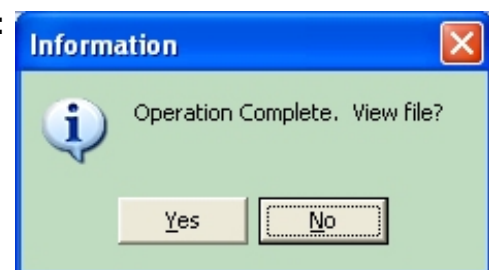 :
Information
Operation Complete. View file?
Yes No